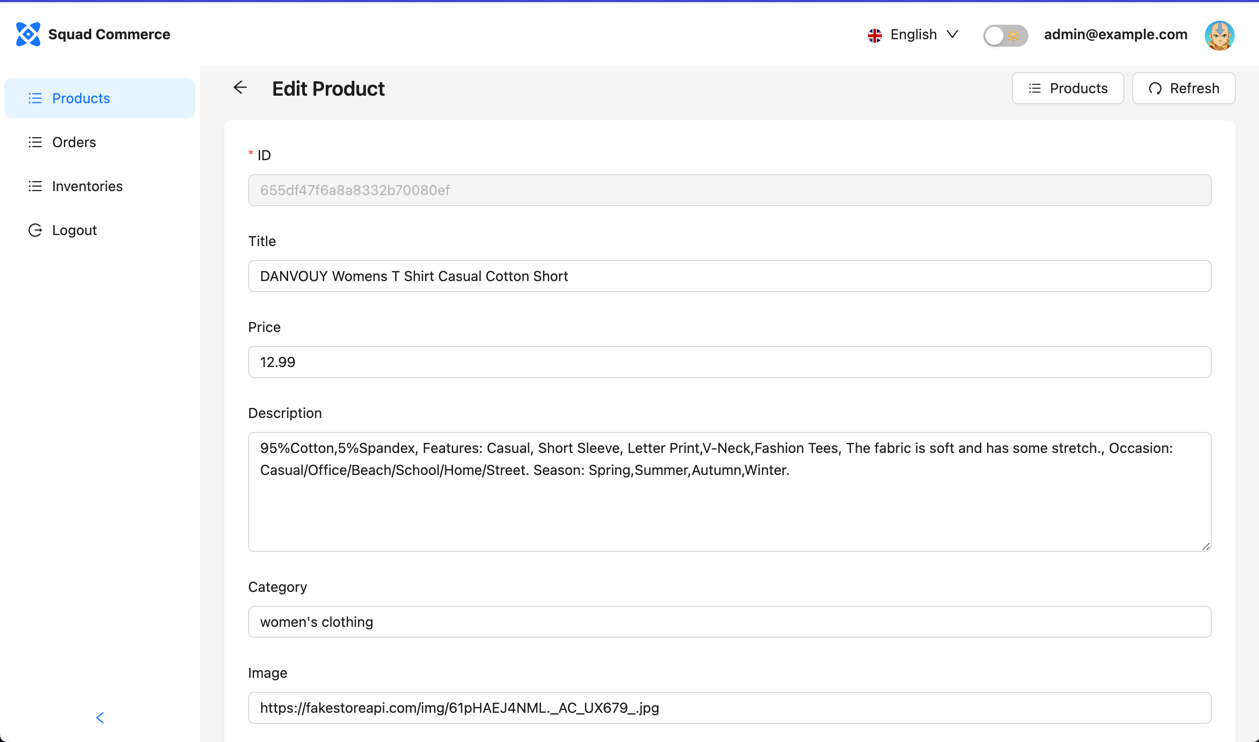 Squad Commerce
English
admin@example.com
Products
Orders
Inventories
Logout
Edit Product
Products
Refresh
* ID
655df47f6a8a8332b70080ef
Title
DANVOUY Womens T Shirt Casual Cotton Short
Price
12.99
Description
95%Cotton,5%Spandex, Features: Casual, Short Sleeve, Letter Print,V-Neck,Fashion Tees, The fabric is soft and has some stretch., Occasion:
Casual/Office/Beach/School/Home/Street. Season: Spring,Summer,Autumn,Winter.
Category
women's clothing
Image
https://fakestoreapi.com/img/61pHAEJ4NML._AC_UX679_.jpg